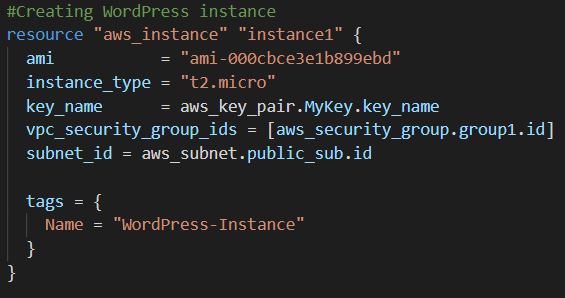 #Creating WordPress instance
resource "aws_instance" "instance1" {
  ami           = "ami-000cbce3e1b899ebd"
  instance_type = "t2.micro"
  key_name      = aws_key_pair.MyKey.key_name
  vpc_security_group_ids = [aws_security_group.group1.id]
  subnet_id = aws_subnet.public_sub.id

  tags = {
    Name = "WordPress-Instance"
  }
}